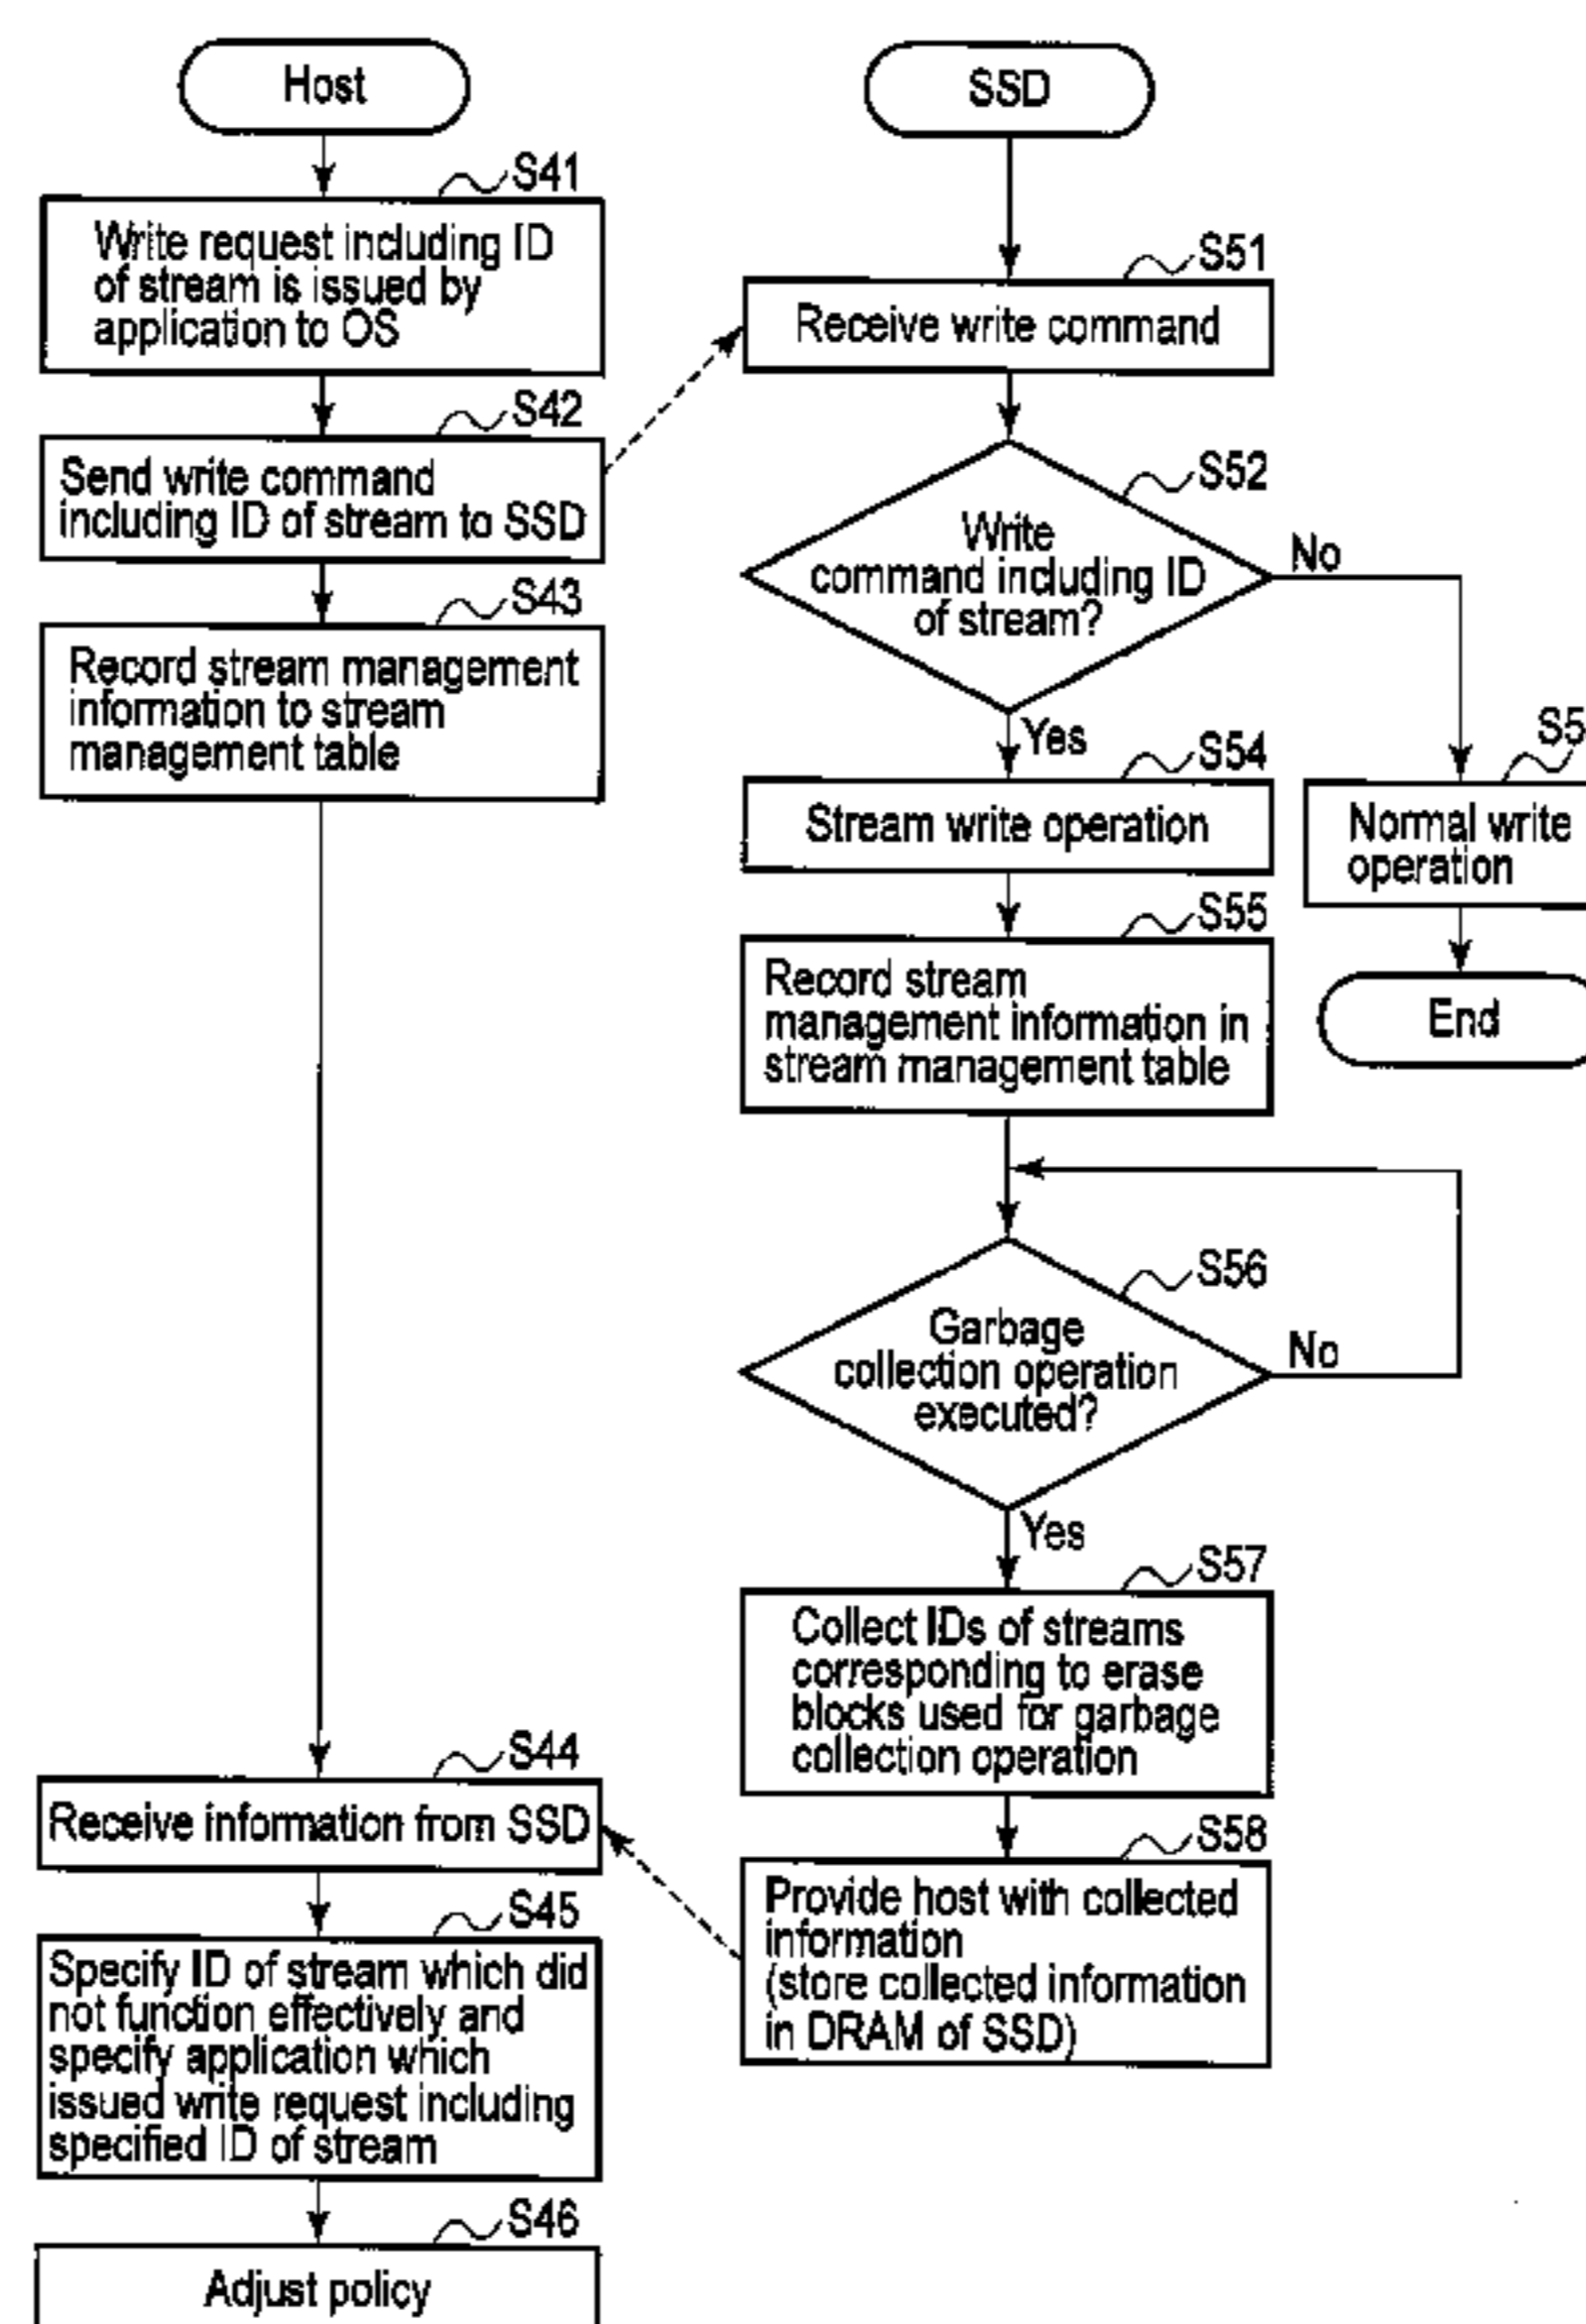 Host
S41
Write request including ID
of stream is issued by
application to OS
S42
Send write command
including ID of stream to SSD
S43
Record stream management
information to stream
management table
S44
Receive information from SSD
S45
Specify ID of stream which did
not function effectively and
specify application which
issued write request including
specified ID of stream
S46
Adjust policy
SSD
S51
Receive write command
S52
Write
command including ID
of stream?
No
Yes
S54
Stream write operation
Normal write
operation
End
S55
Record stream
management information in
stream management table
S56
Garbage
collection operation
executed?
No
Yes
S57
Collect IDs of streams
corresponding to erase
blocks used for garbage
collection operation
S58
Provide host with collected
information
(store collected information
in DRAM of SSD)